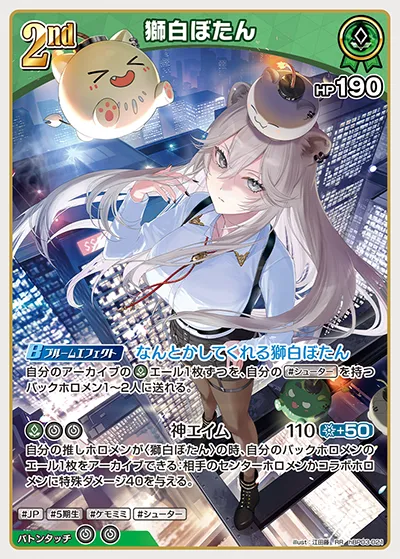 2nd
獅白ぼたん
HP190
Bブルームエフェクト なんとかしてくれる獅白ぼたん
自分のアーカイブのエール1枚ずつを、自分の#シューターを持つ
バックホロメン1~2人に送れる。
神エイム 110 +50
自分の推しホロメンが〈獅白ぼたん〉の時、自分のバックホロメンの
エール1枚をアーカイブできる:相手のセンターホロメンかコラボホロ
メンに特殊ダメージ40を与える。
#JP #5期生 #ケモミミ #シューター
バトンタッチ
illust:江田藤 RR hBP03-021